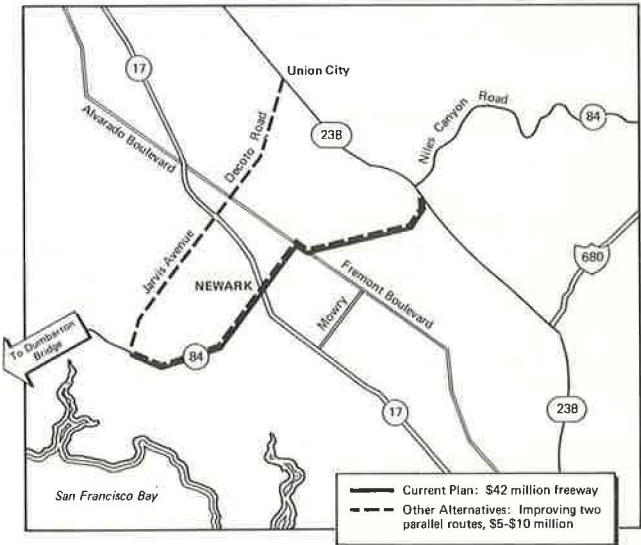 17
Union City
Alvarado Boulevard
Decoto Road
238
Niles Canyon Road
84
680
Jarvis Avenue
NEWARK
Fremont Boulevard
Mowry
To Dumbarron
Bridge
84
17
238
San Francisco Bay
Current Plan: $42 million freeway
Other Alternatives: Improving two
parallel routes, $5-$10 million